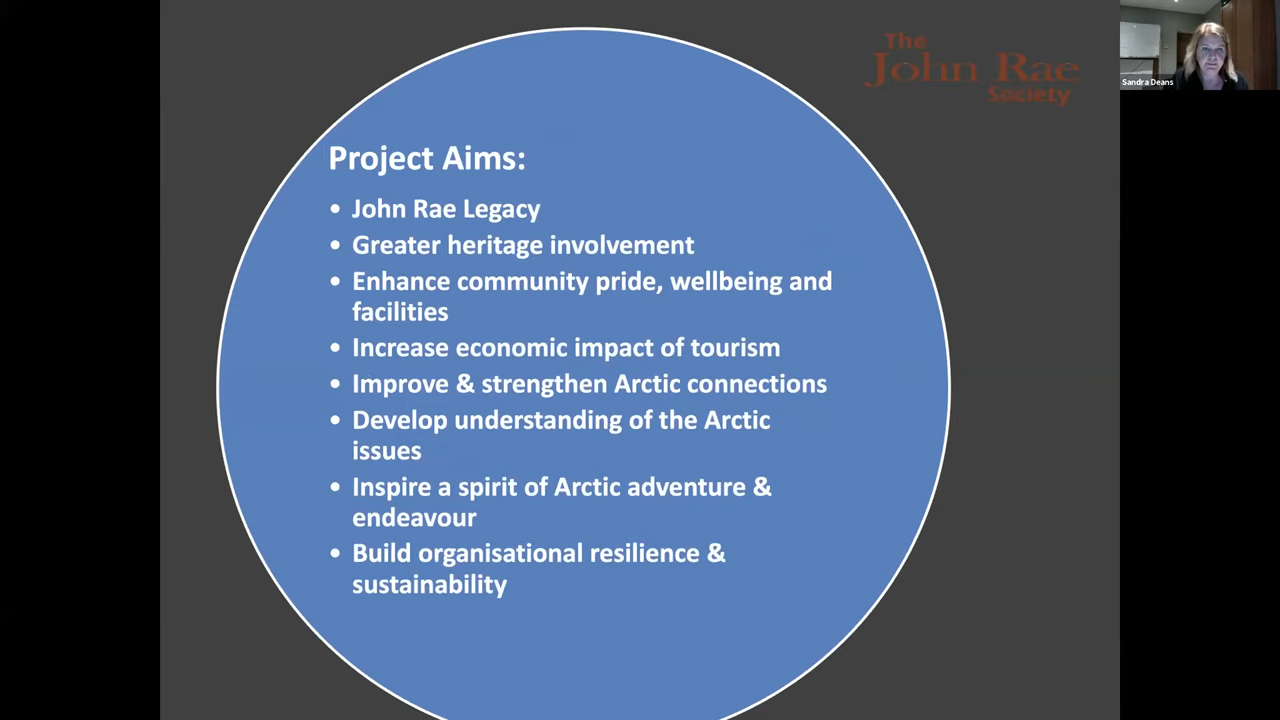 The
John Rae
Society
Sandra Deans
Project Aims:
• John Rae Legacy
• Greater heritage involvement
• Enhance community pride, wellbeing and
facilities
• Increase economic impact of tourism
• Improve & strengthen Arctic connections
• Develop understanding of the Arctic
issues
• Inspire a spirit of Arctic adventure &
endeavour
• Build organisational resilience &
sustainability